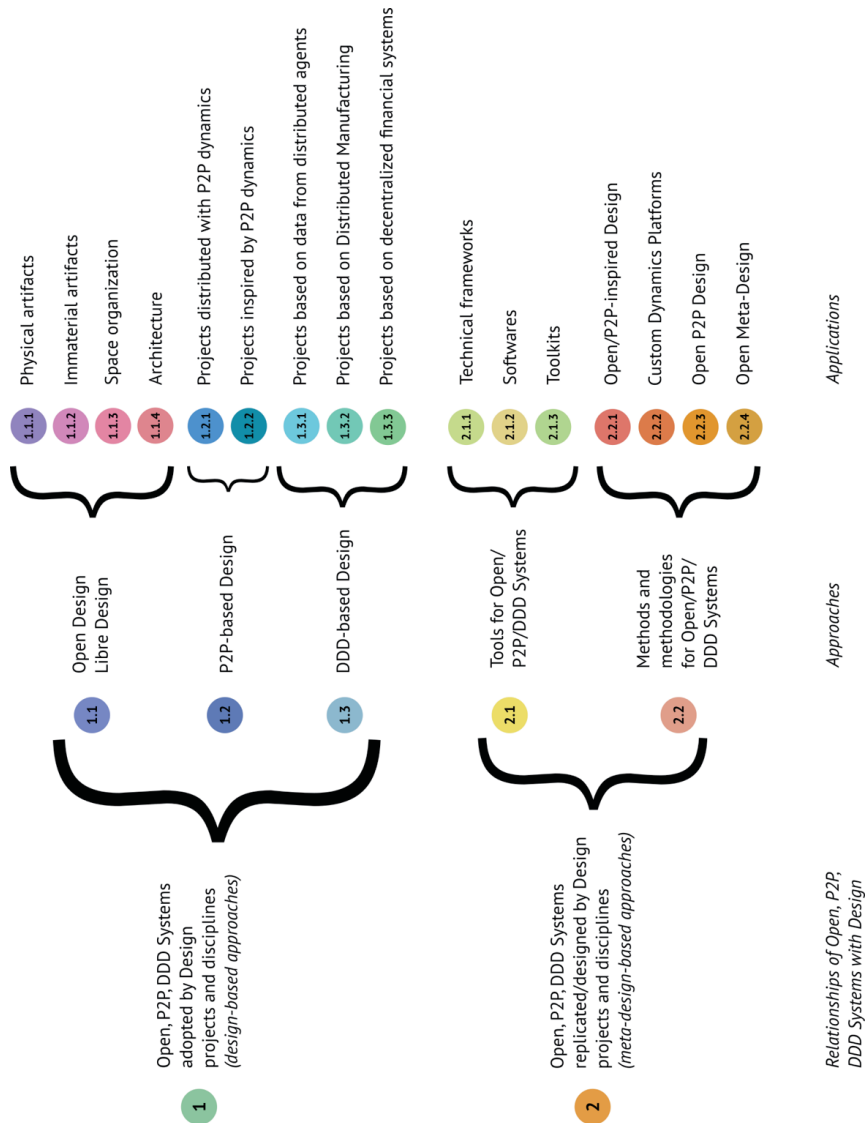 1
Open, P2P, DDD Systems
adopted by Design
projects and disciplines
(design-based approaches)
1.1
Open Design
Libre Design
1.1.1
Physical artifacts
1.1.2
Immaterial artifacts
1.1.3
Space organization
1.1.4
Architecture
1.2
P2P-based Design
1.2.1
Projects distributed with P2P dynamics
1.2.2
Projects inspired by P2P dynamics
1.3
DDD-based Design
1.3.1
Projects based on data from distributed agents
1.3.2
Projects based on Distributed Manufacturing
1.3.3
Projects based on decentralized financial systems
2
Open, P2P, DDD Systems
replicated/designed by Design
projects and disciplines
(meta-design-based approaches)
2.1
Tools for Open/
P2P/DDD Systems
2.1.1
Technical frameworks
2.1.2
Softwares
2.1.3
Toolkits
2.2
Methods and
methodologies
for Open/P2P/
DDD Systems
2.2.1
Open/P2P-inspired Design
2.2.2
Custom Dynamics Platforms
2.2.3
Open P2P Design
2.2.4
Open Meta-Design
Relationships of Open, P2P,
DDD Systems with Design
Approaches
Applications